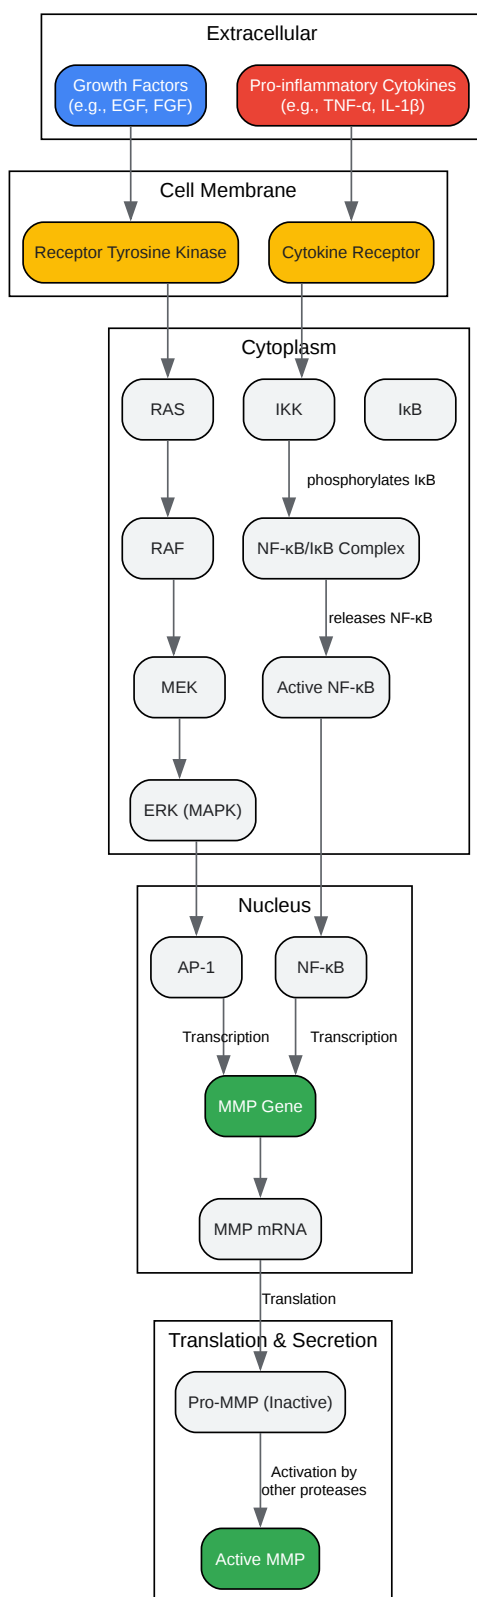 Extracellular
Growth Factors
(e.g., EGF, FGF)
Pro-inflammatory Cytokines
(e.g., TNF-α, IL-1β)
Cell Membrane
Receptor Tyrosine Kinase
Cytokine Receptor
Cytoplasm
RAS
IKK
IκB
phosphorylates IκB
RAF
NF-κB/IκB Complex
releases NF-κB
MEK
Active NF-κB
ERK (MAPK)
Nucleus
AP-1
NF-κB
Transcription
Transcription
MMP Gene
MMP mRNA
Translation
Translation & Secretion
Pro-MMP (Inactive)
Activation by
other proteases
Active MMP